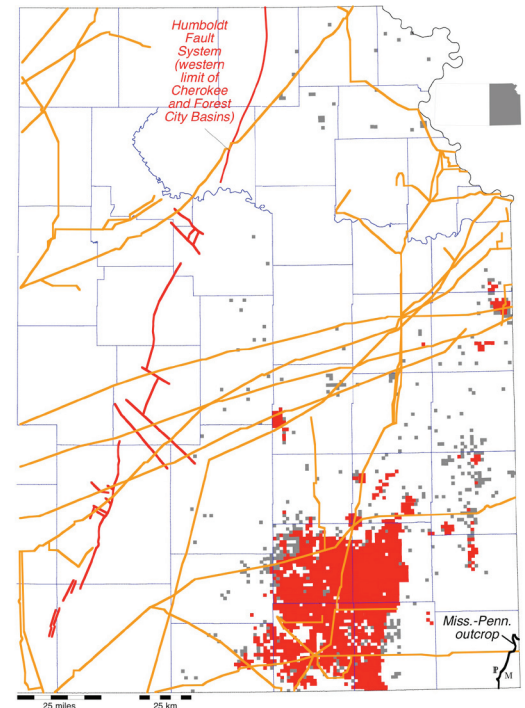 Humboldt
Fault
System
(western
limit of
Cherokee
and Forest
City Basins)
Miss.-Penn.
outcrop
P
M
25 miles
25 km